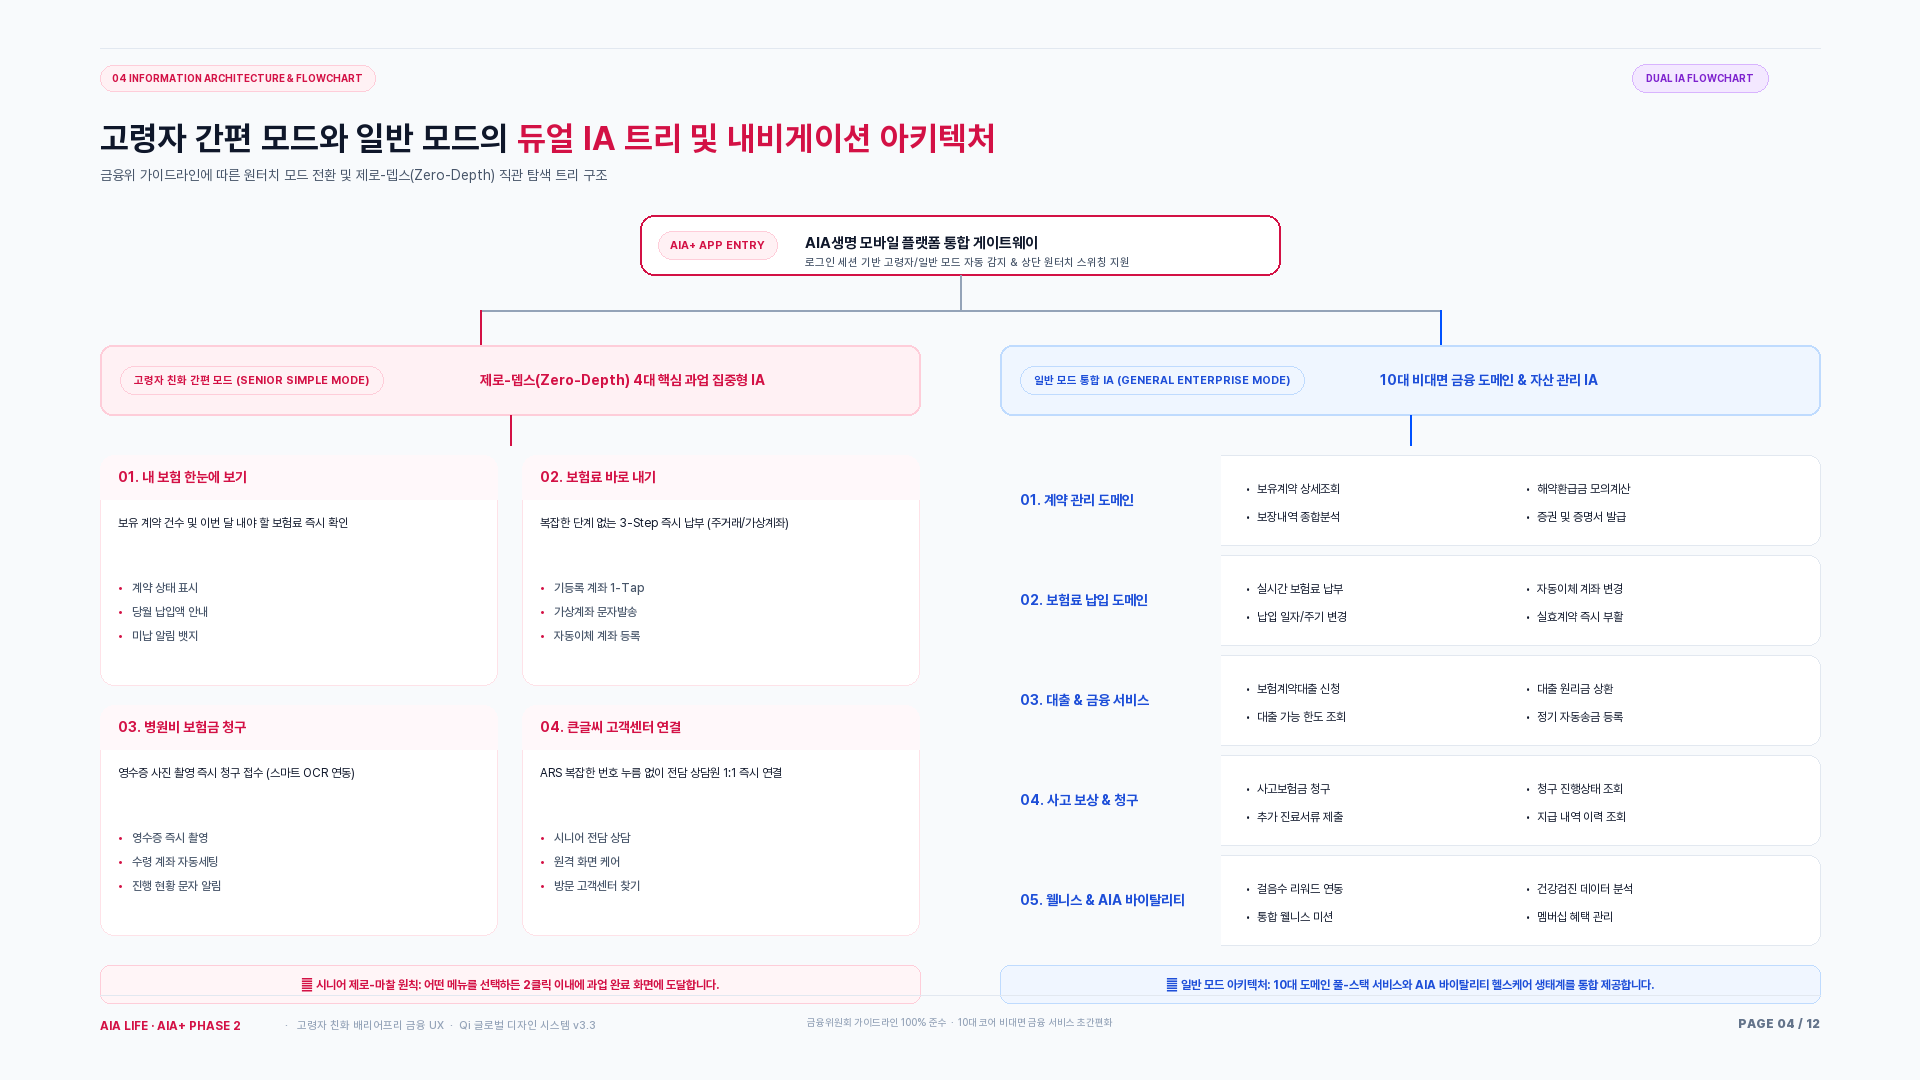 04 INFORMATION ARCHITECTURE & FLOWCHART
DUAL IA FLOWCHART
고령자 간편 모드와 일반 모드의 듀얼 IA 트리 및 내비게이션 아키텍처
금융위 가이드라인에 따른 원터치 모드 전환 및 제로-뎁스(Zero-Depth) 직관 탐색 트리 구조
AIA+ APP ENTRY
AIA생명 모바일 플랫폼 통합 게이트웨이
로그인 세션 기반 고령자/일반 모드 자동 감지 & 상단 원터치 스위칭 지원
고령자 친화 간편 모드 (SENIOR SIMPLE MODE)
제로-뎁스(Zero-Depth) 4대 핵심 과업 집중형 IA
01. 내 보험 한눈에 보기
보유 계약 건수 및 이번 달 내야 할 보험료 즉시 확인
• 계약 상태 표시
• 당월 납입액 안내
• 미납 알림 뱃지
02. 보험료 바로 내기
복잡한 단계 없는 3-Step 즉시 납부 (주거래/가상계좌)
• 기등록 계좌 1-Tap
• 가상계좌 문자발송
• 자동이체 계좌 등록
03. 병원비 보험금 청구
영수증 사진 촬영 즉시 청구 접수 (스마트 OCR 연동)
• 영수증 즉시 촬영
• 수령 계좌 자동세팅
• 진행 현황 문자 알림
04. 큰글씨 고객센터 연결
ARS 복잡한 번호 누름 없이 전담 상담원 1:1 즉시 연결
• 시니어 전담 상담
• 원격 화면 케어
• 방문 고객센터 찾기
시니어 제로-마찰 원칙: 어떤 메뉴를 선택하든 2클릭 이내에 과업 완료 화면에 도달합니다.
일반 모드 통합 IA (GENERAL ENTERPRISE MODE)
10대 비대면 금융 도메인 & 자산 관리 IA
01. 계약 관리 도메인
• 보유계약 상세조회
• 해약환급금 모의계산
• 보장내역 종합분석
• 증권 및 증명서 발급
02. 보험료 납입 도메인
• 실시간 보험료 납부
• 자동이체 계좌 변경
• 납입 일자/주기 변경
• 실효계약 즉시 부활
03. 대출 & 금융 서비스
• 보험계약대출 신청
• 대출 원리금 상환
• 대출 가능 한도 조회
• 정기 자동송금 등록
04. 사고 보상 & 청구
• 사고보험금 청구
• 청구 진행상태 조회
• 추가 진료서류 제출
• 지급 내역 이력 조회
05. 웰니스 & AIA 바이탈리티
• 걸음수 리워드 연동
• 건강검진 데이터 분석
• 통합 웰니스 미션
• 멤버십 혜택 관리
일반 모드 아키텍처: 10대 도메인 풀-스택 서비스와 AIA 바이탈리티 헬스케어 생태계를 통합 제공합니다.
AIA LIFE · AIA+ PHASE 2
· 고령자 친화 배리어프리 금융 UX · Qi 글로벌 디자인 시스템 v3.3
금융위원회 가이드라인 100% 준수 · 10대 코어 비대면 금융 서비스 초간편화
PAGE 04 / 12